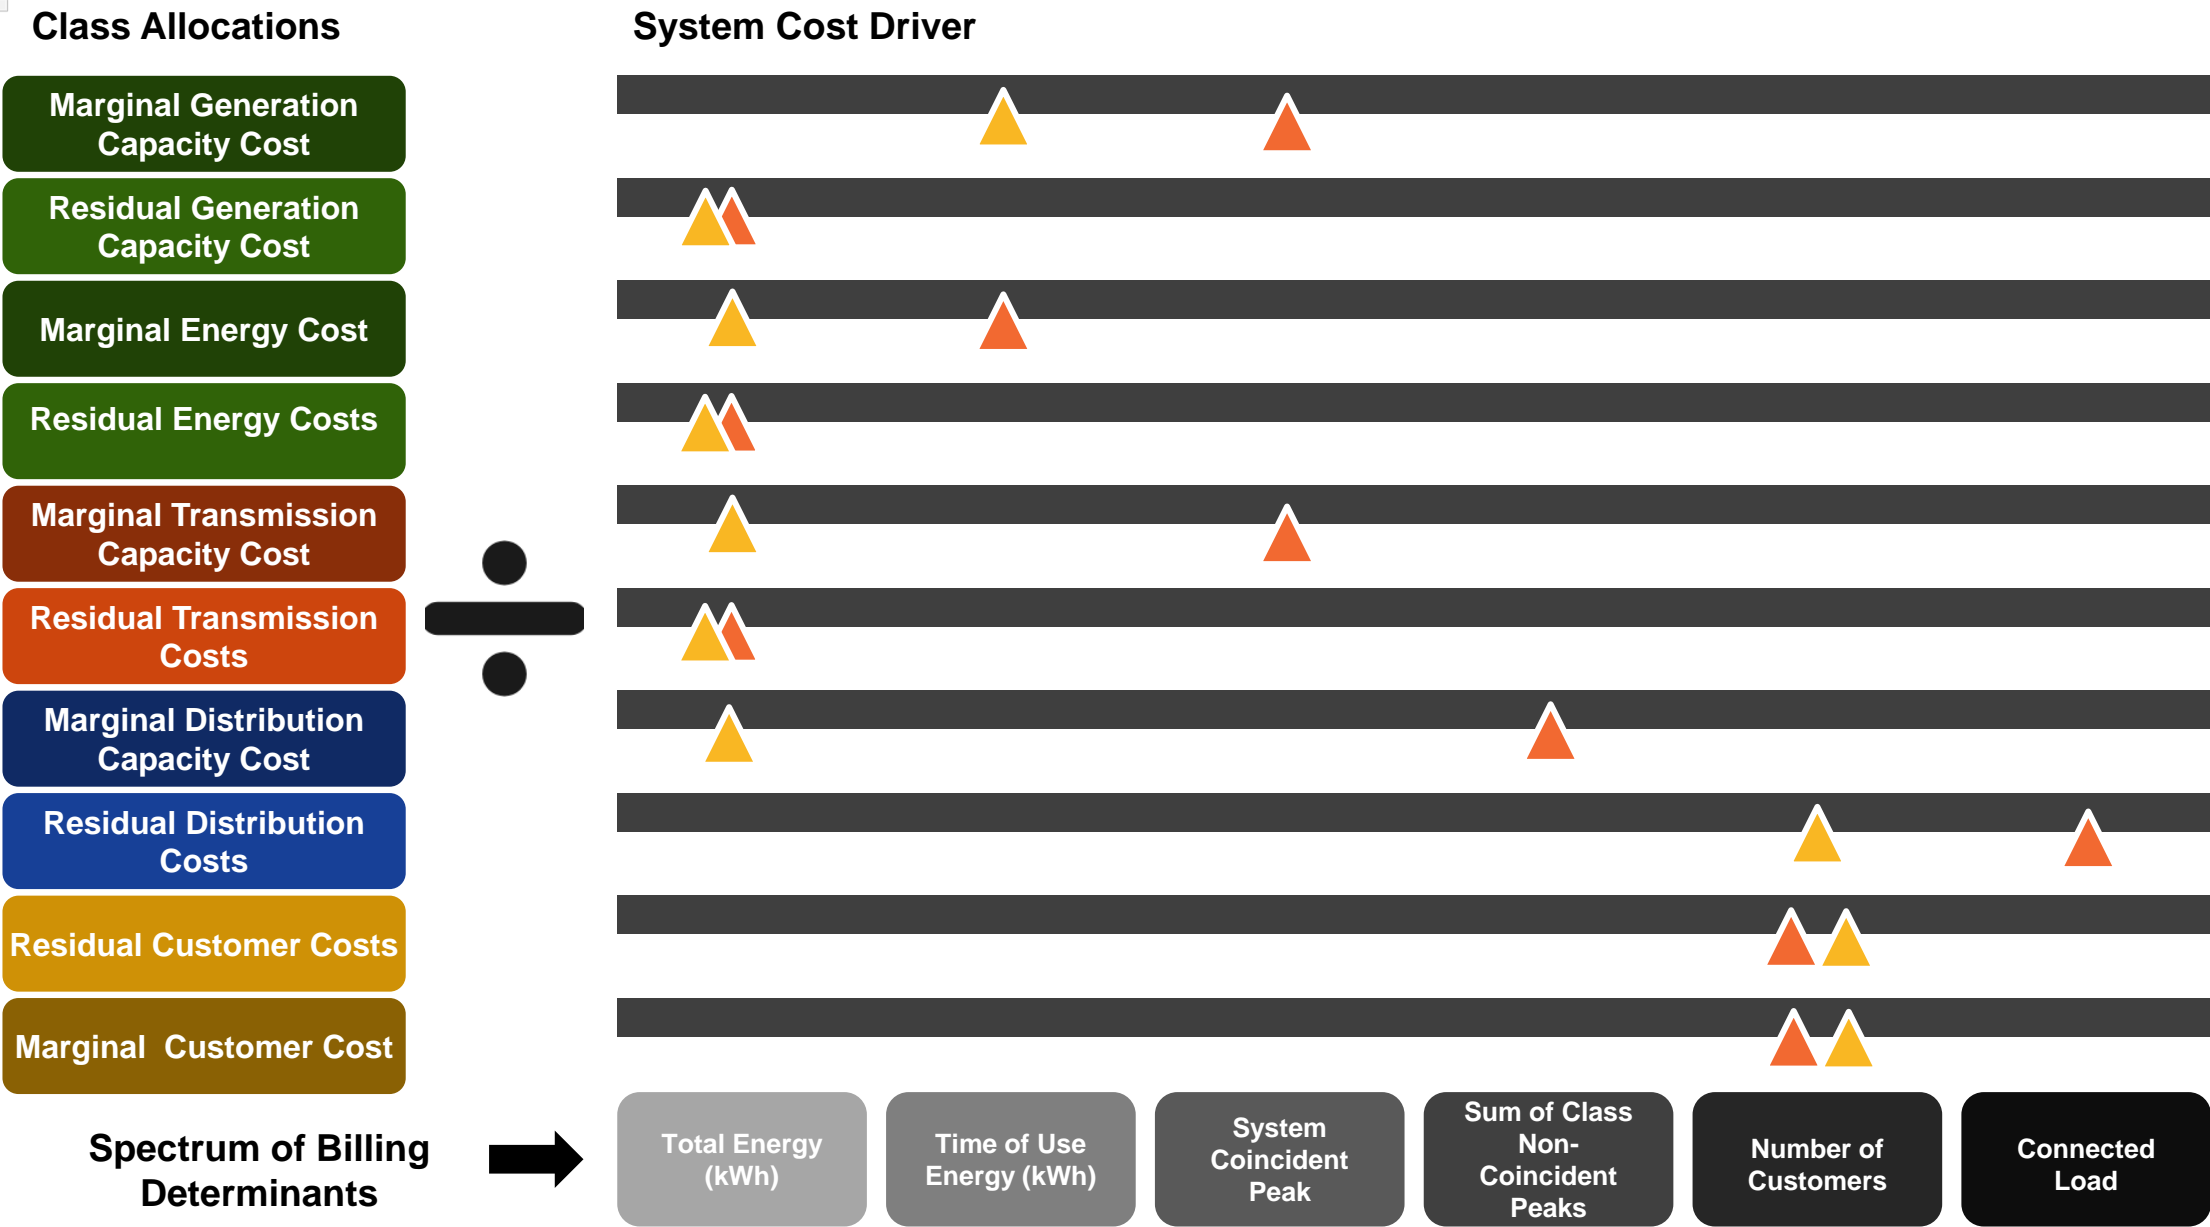 Class Allocations
System Cost Driver
Marginal Generation
Capacity Cost
Residual Generation
Capacity Cost
Marginal Energy Cost
Residual Energy Costs
Marginal Transmission
Capacity Cost
Residual Transmission
Costs
Marginal Distribution
Capacity Cost
Residual Distribution
Costs
Residual Customer Costs
Marginal  Customer Cost
Spectrum of Billing
Determinants
Total Energy
(kWh)
Time of Use
Energy (kWh)
System
Coincident
Peak
Sum of Class
Non-
Coincident
Peaks
Number of
Customers
Connected
Load